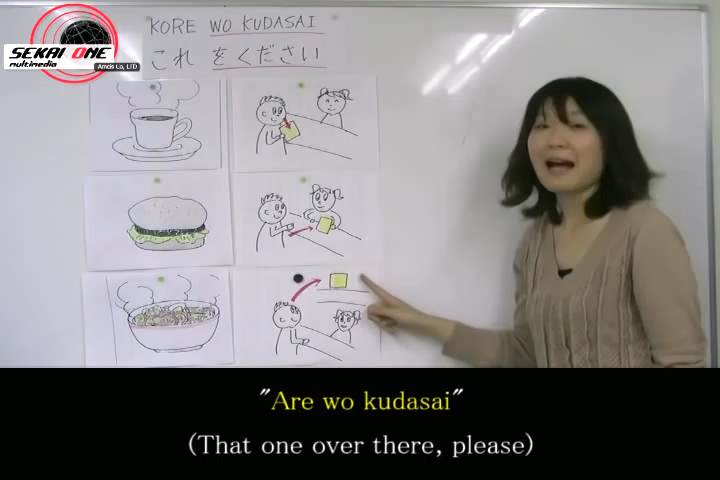 SEKAI ONE
multimedia
Amcis Co, LTD
KORE WO KUDASAI
これ をください
"Are wo kudasai"
(That one over there, please)